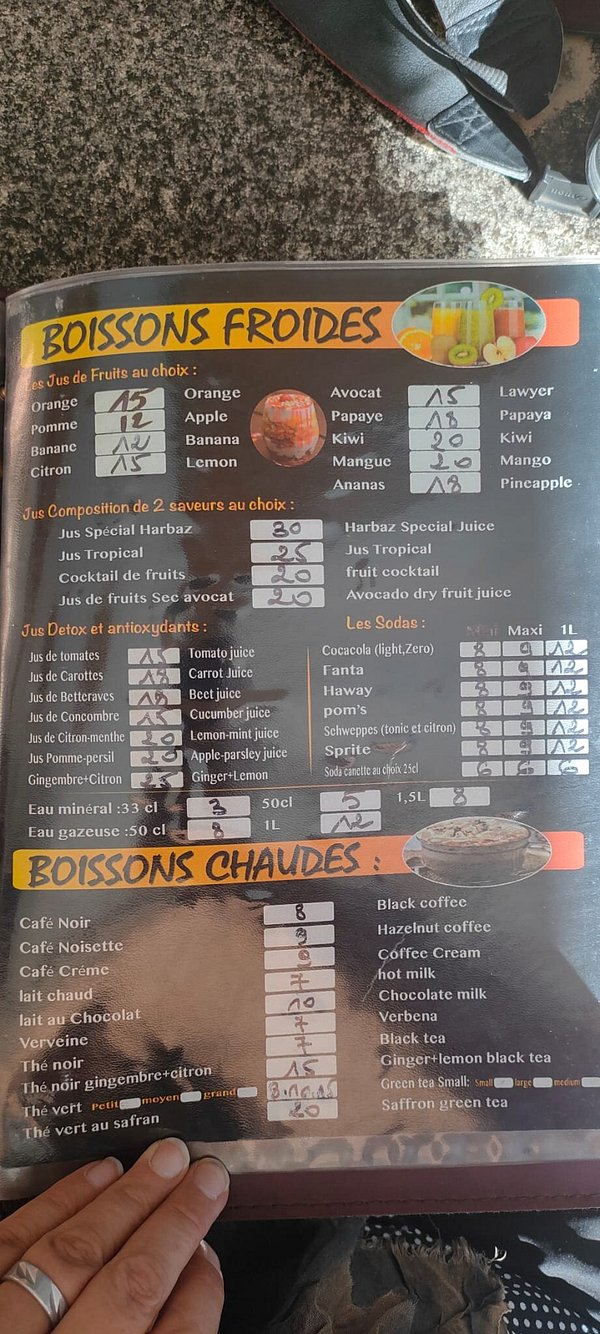 BOISSONS FROIDES
Les Jus de Fruits au choix :
Orange 15 Orange Avocat 15 Lawyer
Pomme 12 Apple Papaye 18 Papaya
Banane 12 Banana Kiwi 20 Kiwi
Citron 15 Lemon Mangue 20 Mango
Ananas 18 Pineapple
Jus Composition de 2 saveurs au choix :
Jus Spécial Harbaz 30 Harbaz Special Juice
Jus Tropical 25 Jus Tropical
Cocktail de fruits 20 fruit cocktail
Jus de fruits Sec avocat 20 Avocado dry fruit juice
Jus Detox et antioxydants :
Jus de tomates 15 Tomato juice
Jus de Carottes Carrot Juice
Jus de Betteraves Beet juice
Jus de Concombre 15 Cucumber juice
Jus de Citron-menthe Lemon-mint juice
Jus Pomme-persil Apple-parsley juice
Gingembre+Citron Ginger+Lemon
Les Sodas :
Mini Maxi 1L
Cocacola (light,Zero) 8 9 12
Fanta 8 9 12
Haway 8 9 12
pom's 8 9 12
Schweppes (tonic et citron) 8 9 12
Sprite 8 9 12
Soda canette au choix 25cl 6 6 6
Eau minéral :33 cl 3 50cl 5 1,5L 8
Eau gazeuse :50 cl 8 1L 12
BOISSONS CHAUDES :
Café Noir 8 Black coffee
Café Noisette Hazelnut coffee
Café Créme 10 Coffee Cream
lait chaud 7 hot milk
lait au Chocolat 10 Chocolate milk
Verveine 7 Verbena
Thé noir 7 Black tea
Thé noir gingembre+citron 15 Ginger+lemon black tea
Thé vert Petit moyen grand Green tea Small: Small large medium
Thé vert au safran 20 Saffron green tea